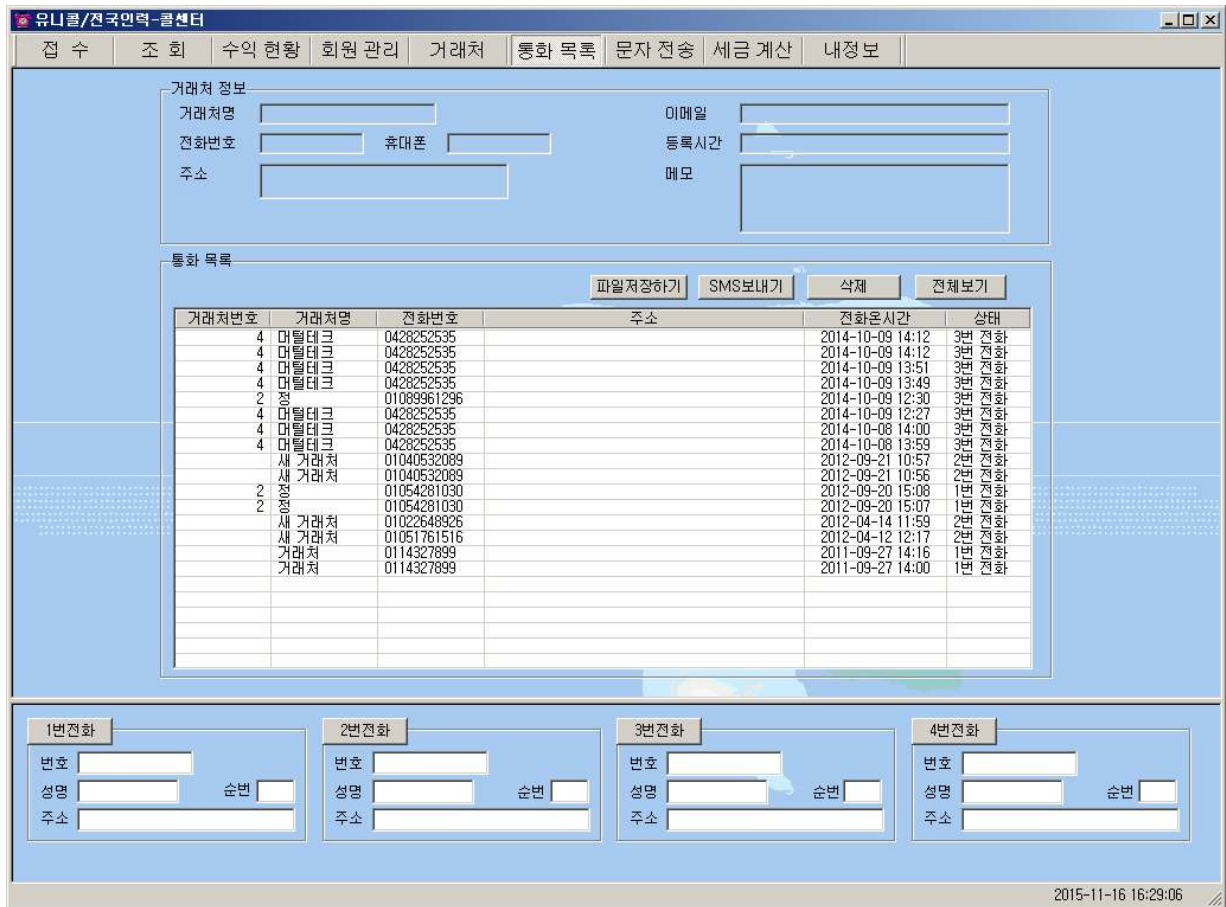 유니콜/전국인력-콜센터
접 수 조 회 수익 현황 회원 관리 거래처 통화 목록 문자 전송 세금 계산 내정보
거래처 정보
거래처명 이메일
전화번호 휴대폰 등록시간
주소 메모
통화 목록
파일저장하기 SMS보내기 삭제 전체보기
거래처번호 거래처명 전화번호 주소 전화온시간 상태
4 머털테크 0428252535 2014-10-09 14:12 3번 전화
4 머털테크 0428252535 2014-10-09 14:12 3번 전화
4 머털테크 0428252535 2014-10-09 13:51 3번 전화
4 머털테크 0428252535 2014-10-09 13:49 3번 전화
2 정 01089961296 2014-10-09 12:30 3번 전화
4 머털테크 0428252535 2014-10-09 12:27 3번 전화
4 머털테크 0428252535 2014-10-08 14:00 3번 전화
4 머털테크 0428252535 2014-10-08 13:59 3번 전화
새 거래처 01040532089 2012-09-21 10:57 2번 전화
새 거래처 01040532089 2012-09-21 10:56 2번 전화
2 정 01054281030 2012-09-20 15:08 1번 전화
2 정 01054281030 2012-09-20 15:07 1번 전화
새 거래처 01022648926 2012-04-14 11:59 2번 전화
새 거래처 01051761516 2012-04-12 12:17 2번 전화
거래처 0114327899 2011-09-27 14:16 1번 전화
거래처 0114327899 2011-09-27 14:00 1번 전화
1번전화 2번전화 3번전화 4번전화
번호 번호 번호 번호
성명 순번 성명 순번 성명 순번 성명 순번
주소 주소 주소 주소
2015-11-16 16:29:06